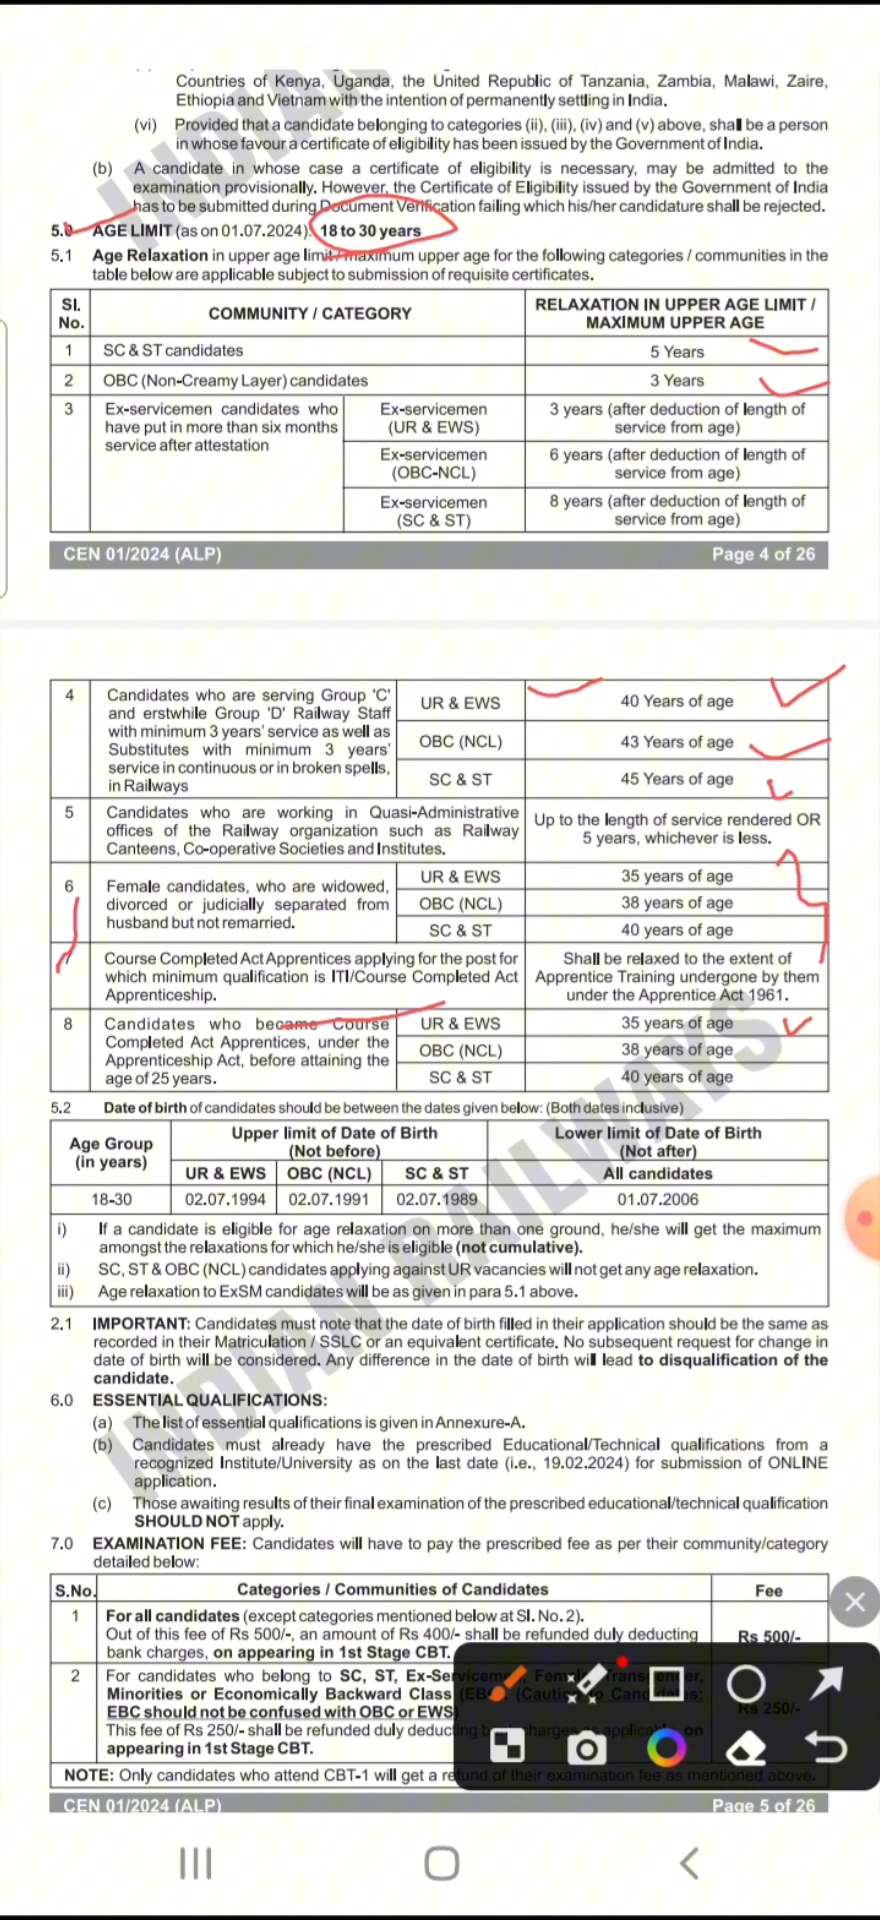 Countries of Kenya, Uganda, the United Republic of Tanzania, Zambia, Malawi, Zaire,
Ethiopia and Vietnam with the intention of permanently settling in India.
(vi) Provided that a candidate belonging to categories (ii), (iii), (iv) and (v) above, shall be a person
in whose favour a certificate of eligibility has been issued by the Government of India.
(b) A candidate in whose case a certificate of eligibility is necessary, may be admitted to the
examination provisionally. However, the Certificate of Eligibility issued by the Government of India
has to be submitted during Document Verification failing which his/her candidature shall be rejected.
5.0 AGE LIMIT (as on 01.07.2024): 18 to 30 years
5.1 Age Relaxation in upper age limit / maximum upper age for the following categories / communities in the
table below are applicable subject to submission of requisite certificates.
Sl. No. COMMUNITY / CATEGORY RELAXATION IN UPPER AGE LIMIT / MAXIMUM UPPER AGE
1 SC & ST candidates 5 Years
2 OBC (Non-Creamy Layer) candidates 3 Years
3 Ex-servicemen candidates who
have put in more than six months
service after attestation
Ex-servicemen (UR & EWS) 3 years (after deduction of length of service from age)
Ex-servicemen (OBC-NCL) 6 years (after deduction of length of service from age)
Ex-servicemen (SC & ST) 8 years (after deduction of length of service from age)
CEN 01/2024 (ALP) Page 4 of 26
4 Candidates who are serving Group 'C'
and erstwhile Group 'D' Railway Staff
with minimum 3 years' service as well as
Substitutes with minimum 3 years'
service in continuous or in broken spells,
in Railways
UR & EWS 40 Years of age
OBC (NCL) 43 Years of age
SC & ST 45 Years of age
5 Candidates who are working in Quasi-Administrative
offices of the Railway organization such as Railway
Canteens, Co-operative Societies and Institutes.
Up to the length of service rendered OR
5 years, whichever is less.
6 Female candidates, who are widowed,
divorced or judicially separated from
husband but not remarried.
UR & EWS 35 years of age
OBC (NCL) 38 years of age
SC & ST 40 years of age
7 Course Completed Act Apprentices applying for the post for
which minimum qualification is ITI/Course Completed Act
Apprenticeship.
Shall be relaxed to the extent of
Apprentice Training undergone by them
under the Apprentice Act 1961.
8 Candidates who became Course
Completed Act Apprentices, under the
Apprenticeship Act, before attaining the
age of 25 years.
UR & EWS 35 years of age
OBC (NCL) 38 years of age
SC & ST 40 years of age
5.2 Date of birth of candidates should be between the dates given below: (Both dates inclusive)
Age Group (in years) Upper limit of Date of Birth (Not before) Lower limit of Date of Birth (Not after)
UR & EWS OBC (NCL) SC & ST All candidates
18-30 02.07.1994 02.07.1991 02.07.1989 01.07.2006
i) If a candidate is eligible for age relaxation on more than one ground, he/she will get the maximum
amongst the relaxations for which he/she is eligible (not cumulative).
ii) SC, ST & OBC (NCL) candidates applying against UR vacancies will not get any age relaxation.
iii) Age relaxation to ExSM candidates will be as given in para 5.1 above.
2.1 IMPORTANT: Candidates must note that the date of birth filled in their application should be the same as
recorded in their Matriculation / SSLC or an equivalent certificate. No subsequent request for change in
date of birth will be considered. Any difference in the date of birth will lead to disqualification of the
candidate.
6.0 ESSENTIAL QUALIFICATIONS:
(a) The list of essential qualifications is given in Annexure-A.
(b) Candidates must already have the prescribed Educational/Technical qualifications from a
recognized Institute/University as on the last date (i.e., 19.02.2024) for submission of ONLINE
application.
(c) Those awaiting results of their final examination of the prescribed educational/technical qualification
SHOULD NOT apply.
7.0 EXAMINATION FEE: Candidates will have to pay the prescribed fee as per their community/category
detailed below:
S.No. Categories / Communities of Candidates Fee
1 For all candidates (except categories mentioned below at Sl. No. 2).
Out of this fee of Rs 500/-, an amount of Rs 400/- shall be refunded duly deducting
bank charges, on appearing in 1st Stage CBT.
Rs 500/-
2 For candidates who belong to SC, ST, Ex-Servicemen, Female, Transgender,
Minorities or Economically Backward Class (EBC). (Caution to Candidates:
EBC should not be confused with OBC or EWS)
Rs 250/-
This fee of Rs 250/- shall be refunded duly deducting bank charges as applicable on
appearing in 1st Stage CBT.
NOTE: Only candidates who attend CBT-1 will get a refund of their examination fee as mentioned above.
CEN 01/2024 (ALP) Page 5 of 26
INDIAN RAILWAYS